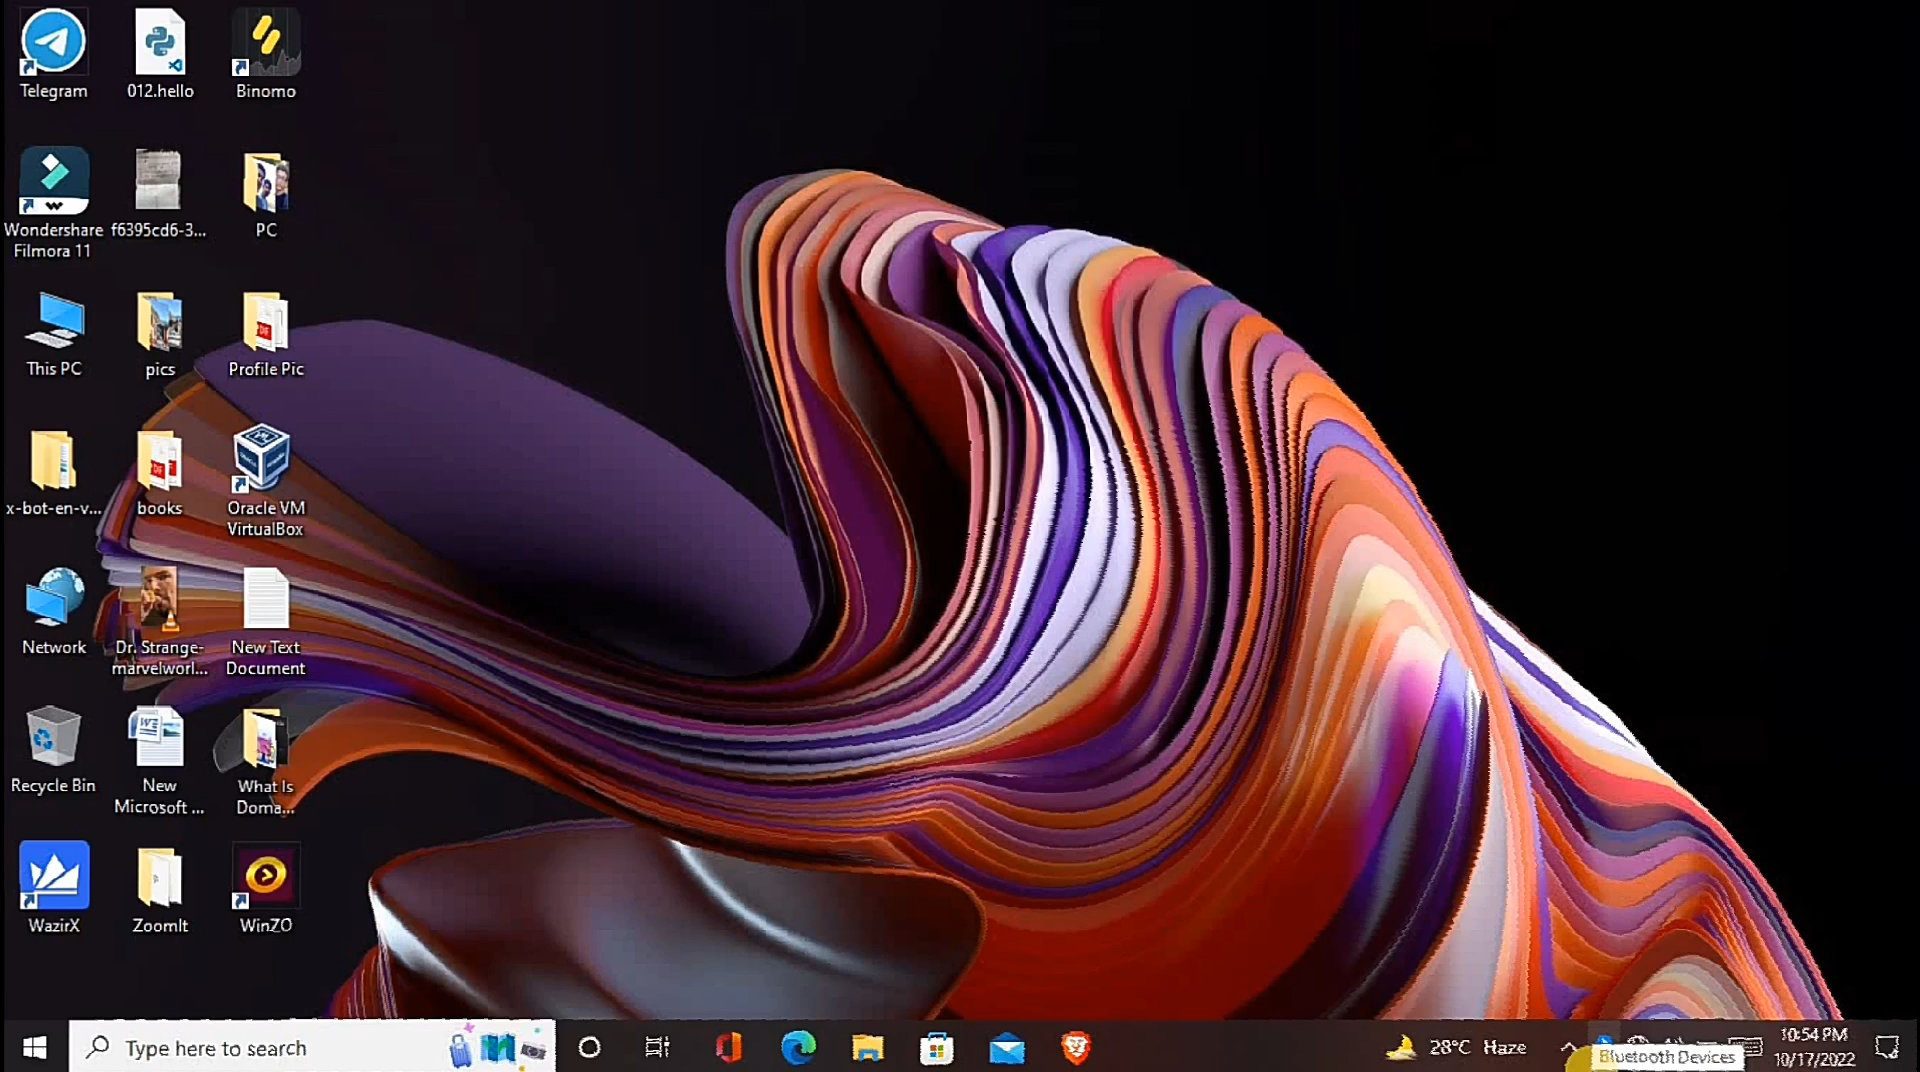 Telegram
012.hello
Binomo
Wondershare
Filmora 11
f6395cd6-3...
PC
This PC
pics
Profile Pic
x-bot-en-v...
books
Oracle VM
VirtualBox
Network
Dr. Strange-
marvelworl...
New Text
Document
Recycle Bin
New
Microsoft ...
What Is
Doma...
WazirX
ZoomIt
WinZO
Type here to search
28°C Haze
Bluetooth Devices
10:54 PM
10/17/2022